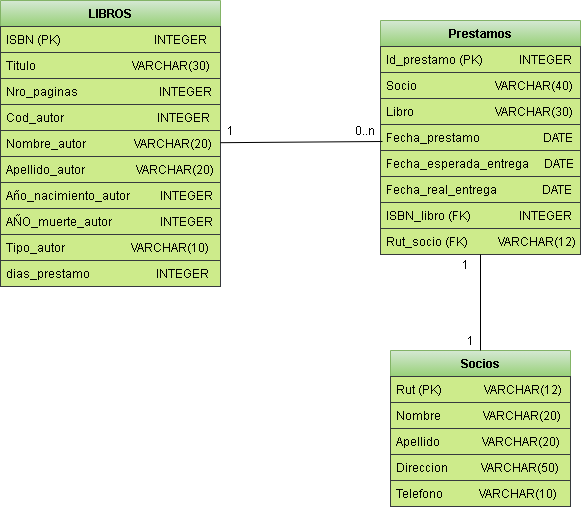 LIBROS
ISBN (PK) INTEGER
Titulo VARCHAR(30)
Nro_paginas INTEGER
Cod_autor INTEGER
Nombre_autor VARCHAR(20)
Apellido_autor VARCHAR(20)
Año_nacimiento_autor INTEGER
AÑO_muerte_autor INTEGER
Tipo_autor VARCHAR(10)
dias_prestamo INTEGER
1 0..n
Prestamos
Id_prestamo (PK) INTEGER
Socio VARCHAR(40)
Libro VARCHAR(30)
Fecha_prestamo DATE
Fecha_esperada_entrega DATE
Fecha_real_entrega DATE
ISBN_libro (FK) INTEGER
Rut_socio (FK) VARCHAR(12)
1
1
Socios
Rut (PK) VARCHAR(12)
Nombre VARCHAR(20)
Apellido VARCHAR(20)
Direccion VARCHAR(50)
Telefono VARCHAR(10)